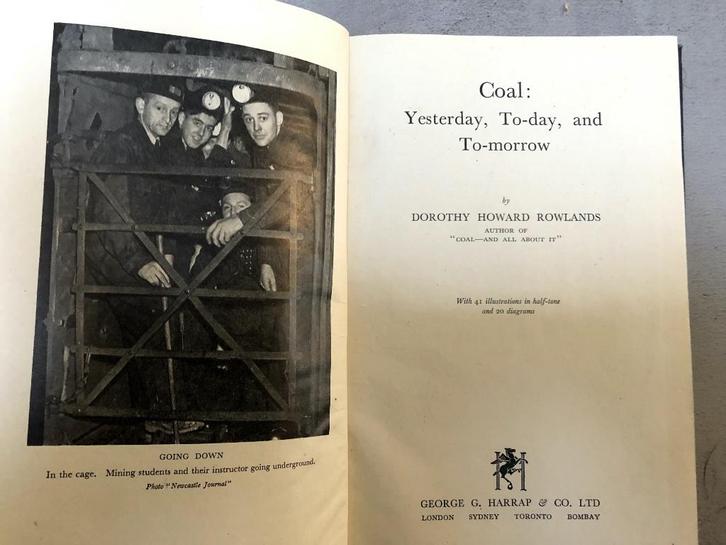 GOING DOWN
In the cage. Mining students and their instructor going underground.
Photo "Newcastle Journal"
Coal:
Yesterday, To-day, and
To-morrow
by
DOROTHY HOWARD ROWLANDS
AUTHOR OF
"COAL—AND ALL ABOUT IT"
With 41 illustrations in half-tone
and 20 diagrams
H
GEORGE G. HARRAP & CO. LTD
LONDON SYDNEY TORONTO BOMBAY